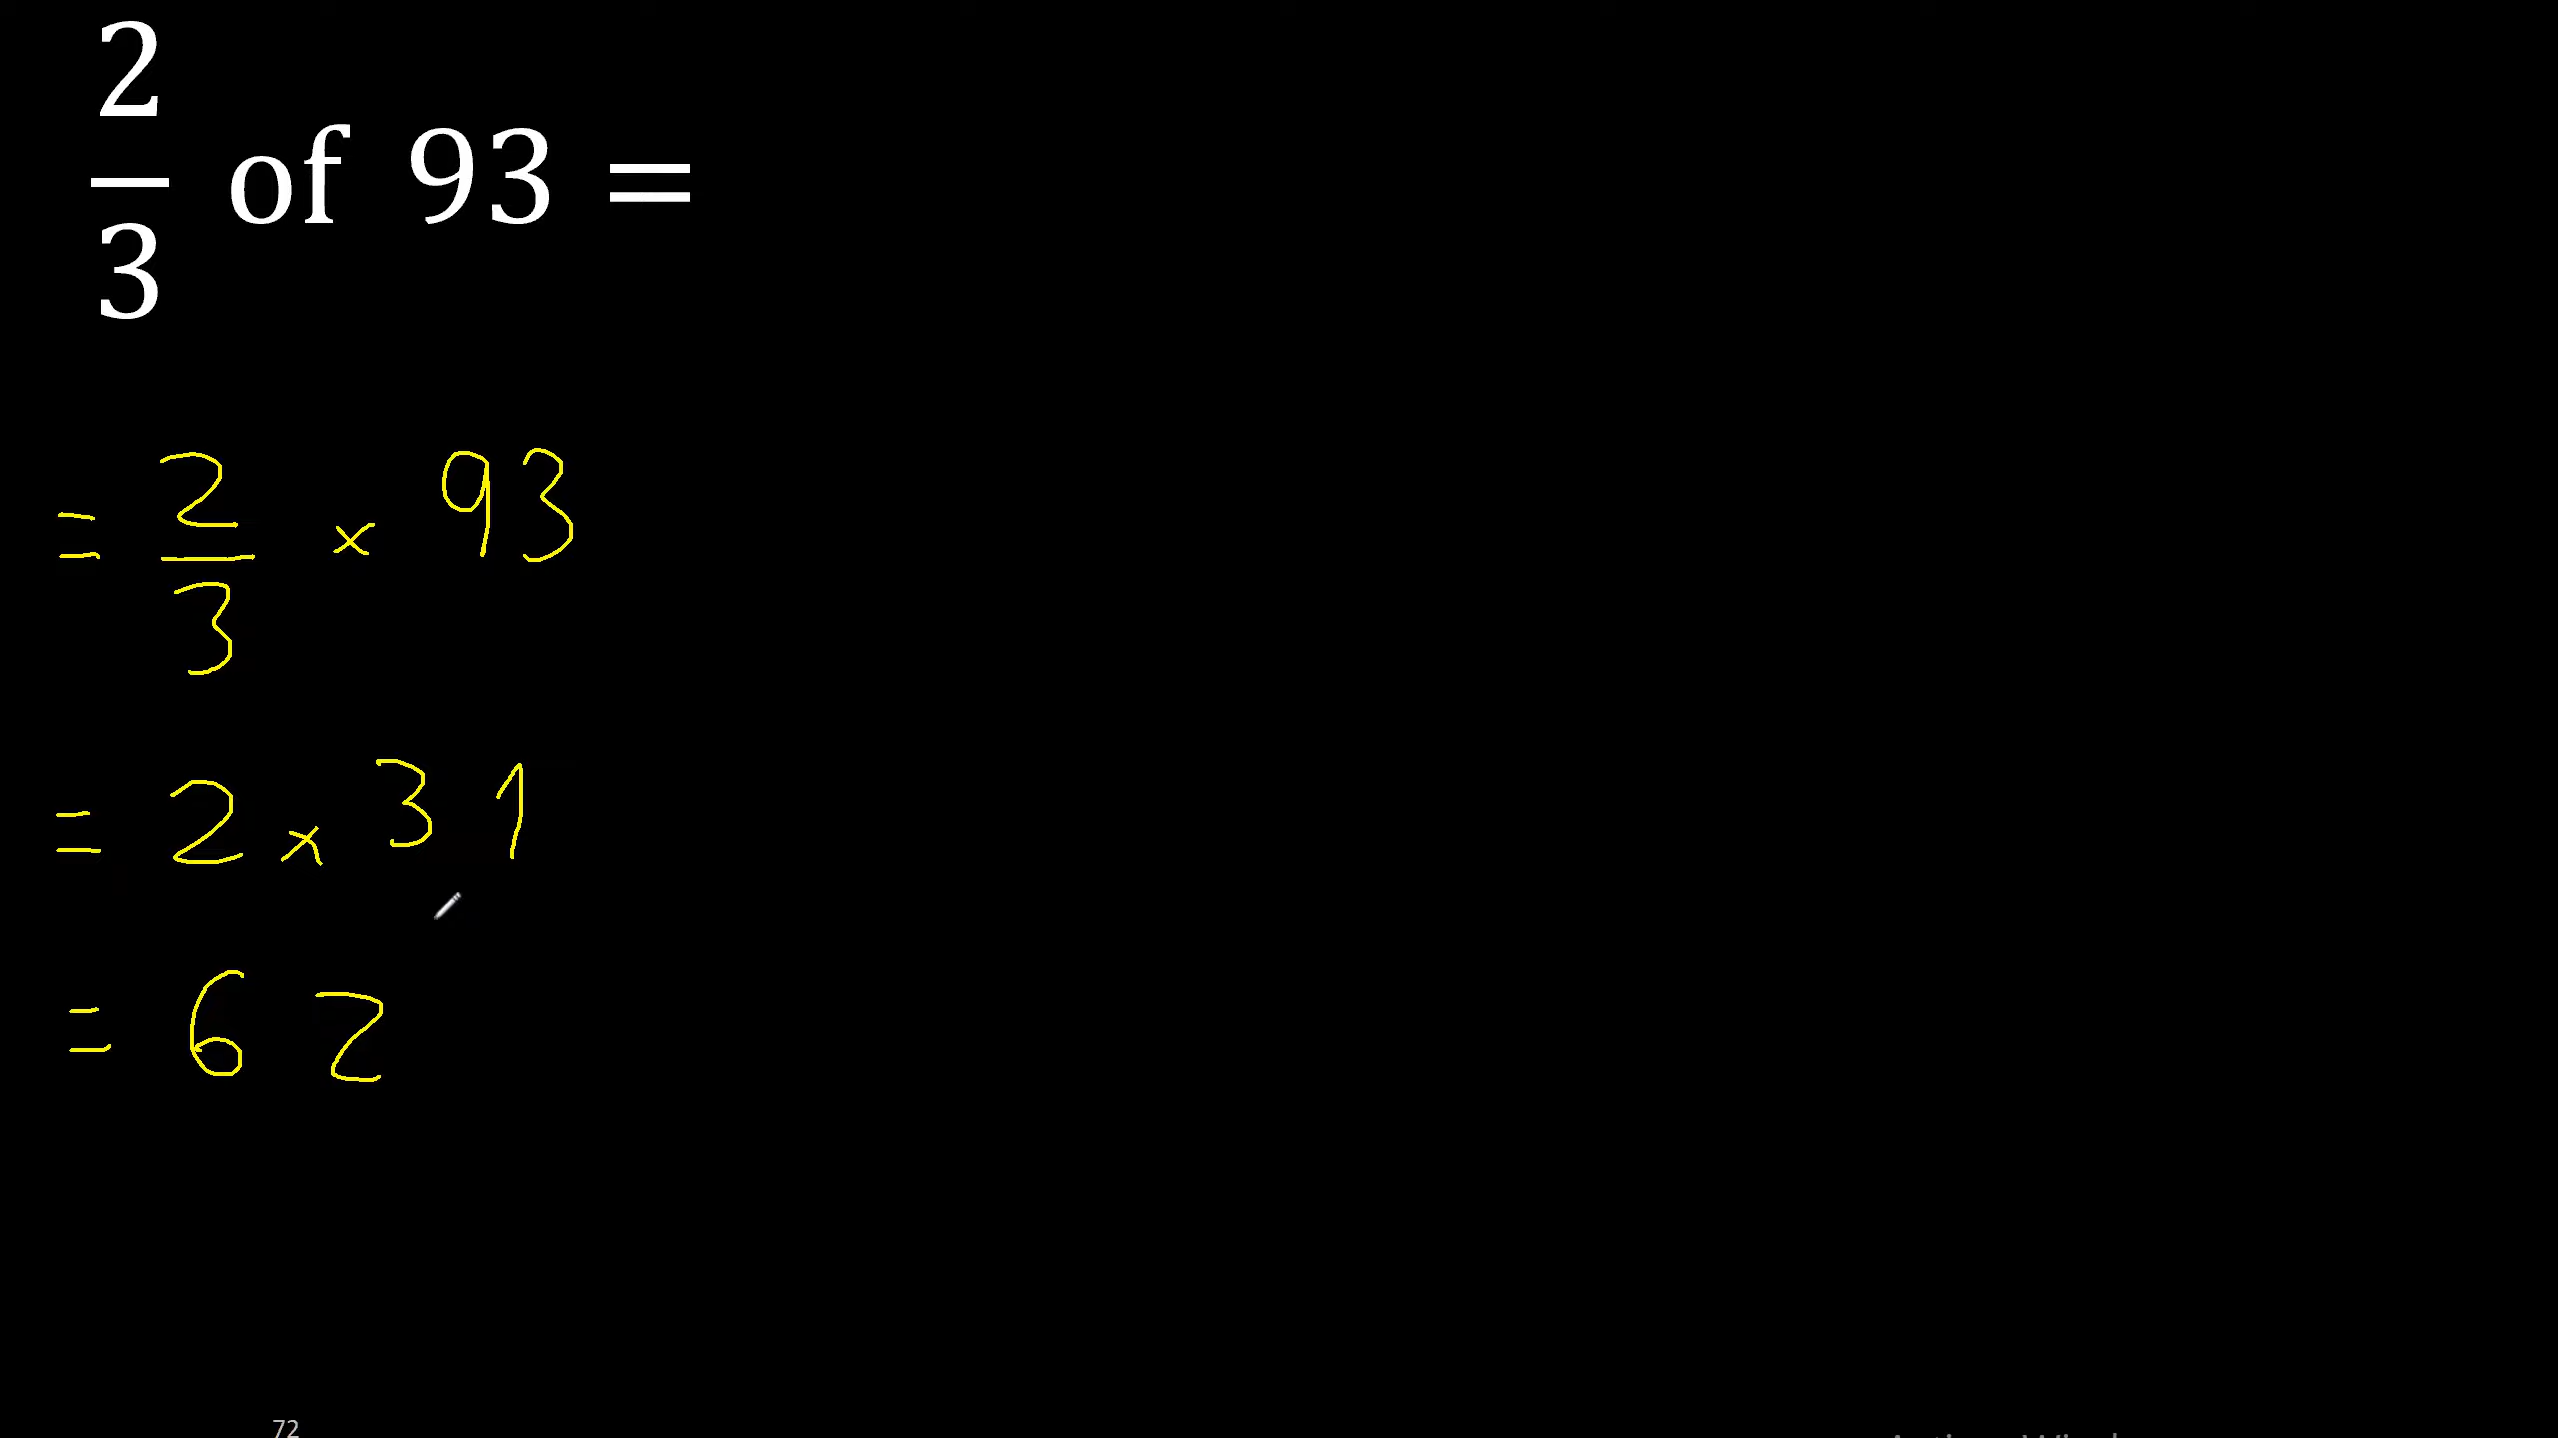 2/3 of 93 =
= 2/3 × 93
= 2 × 31
= 62
72